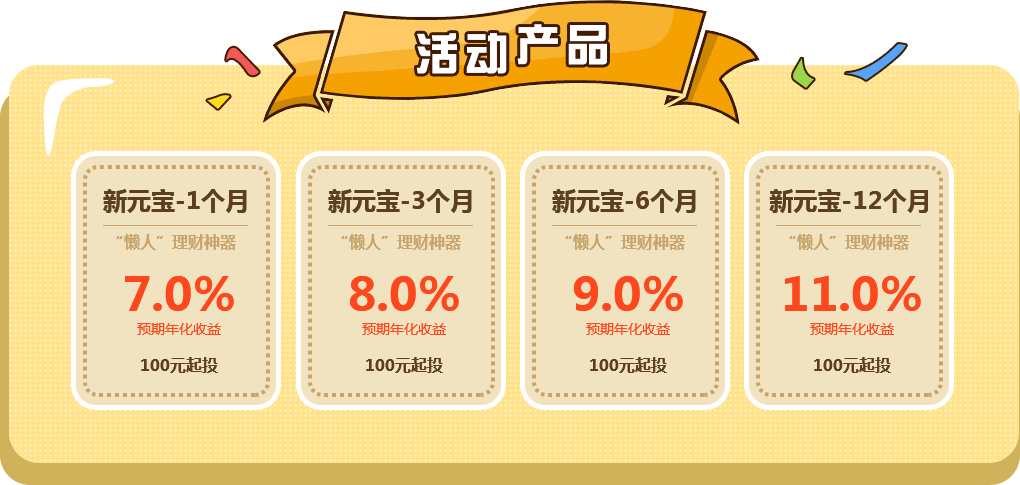 活动产品
新元宝-1个月
“懒人”理财神器
7.0%
预期年化收益
100元起投
新元宝-3个月
“懒人”理财神器
8.0%
预期年化收益
100元起投
新元宝-6个月
“懒人”理财神器
9.0%
预期年化收益
100元起投
新元宝-12个月
“懒人”理财神器
11.0%
预期年化收益
100元起投